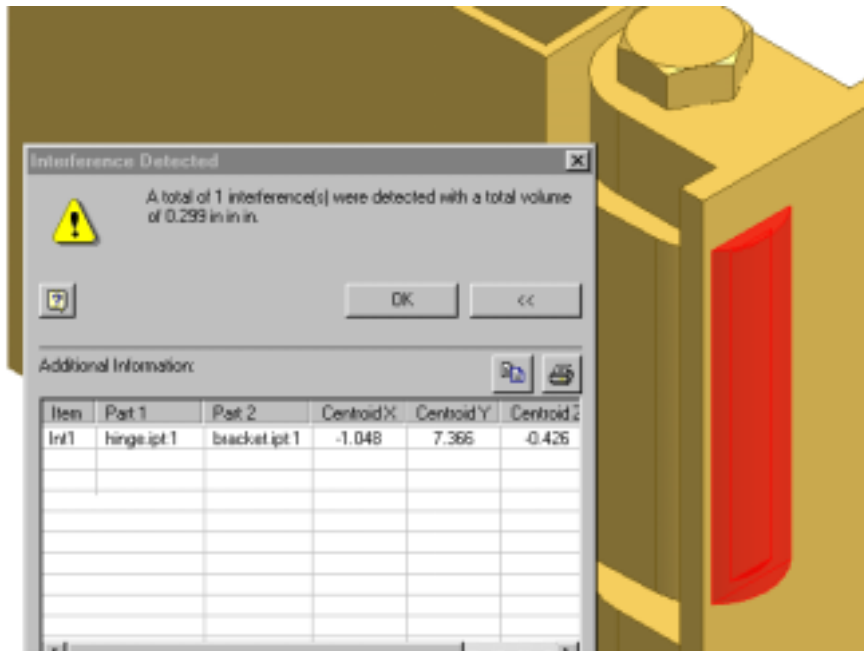 Interference Detected
A total of 1 interference(s) were detected with a total volume
of 0.299 in in in.
OK <<
Additional Information:
Item Part 1 Part 2 Centroid X Centroid Y Centroid Z
Int1 hinge.ipt:1 bracket.ipt:1 -1.048 7.366 -0.426